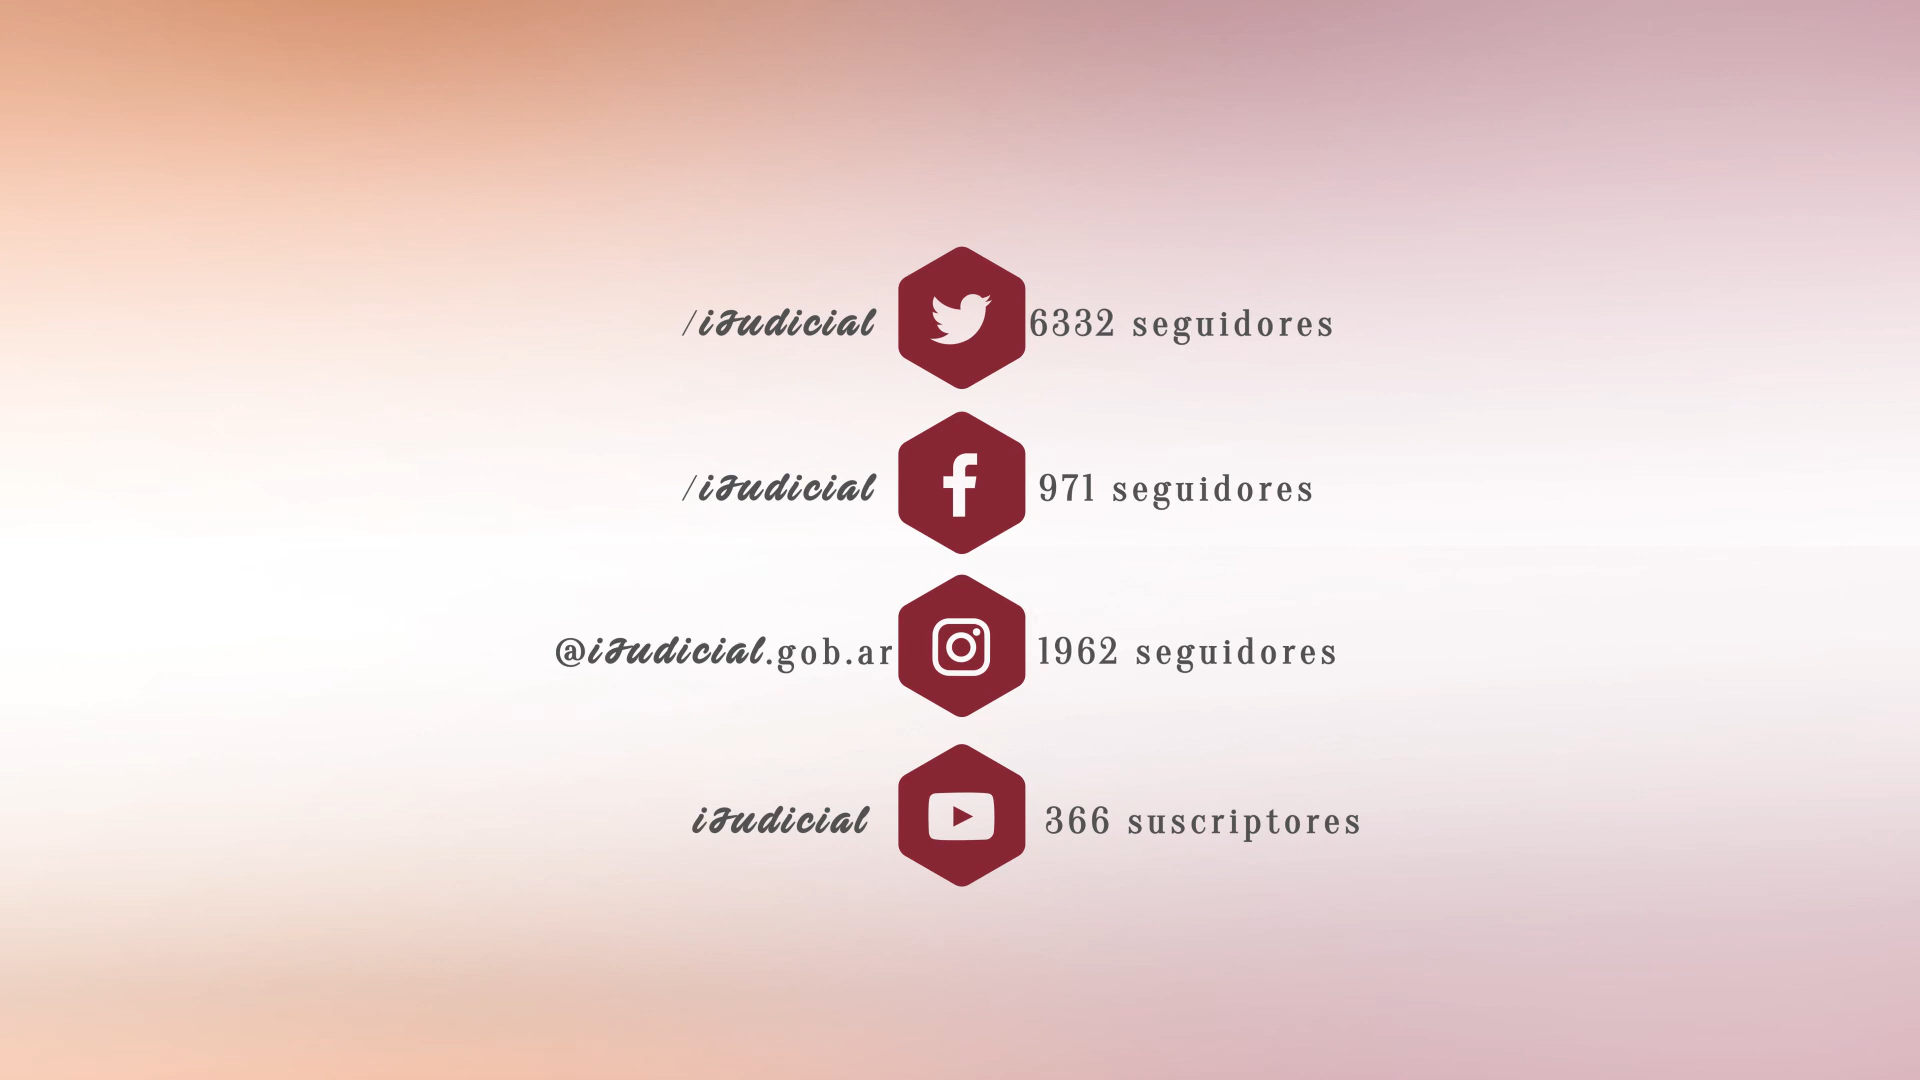 /iJudicial 6332 seguidores
/iJudicial 971 seguidores
@iJudicial.gob.ar 1962 seguidores
iJudicial 366 suscriptores